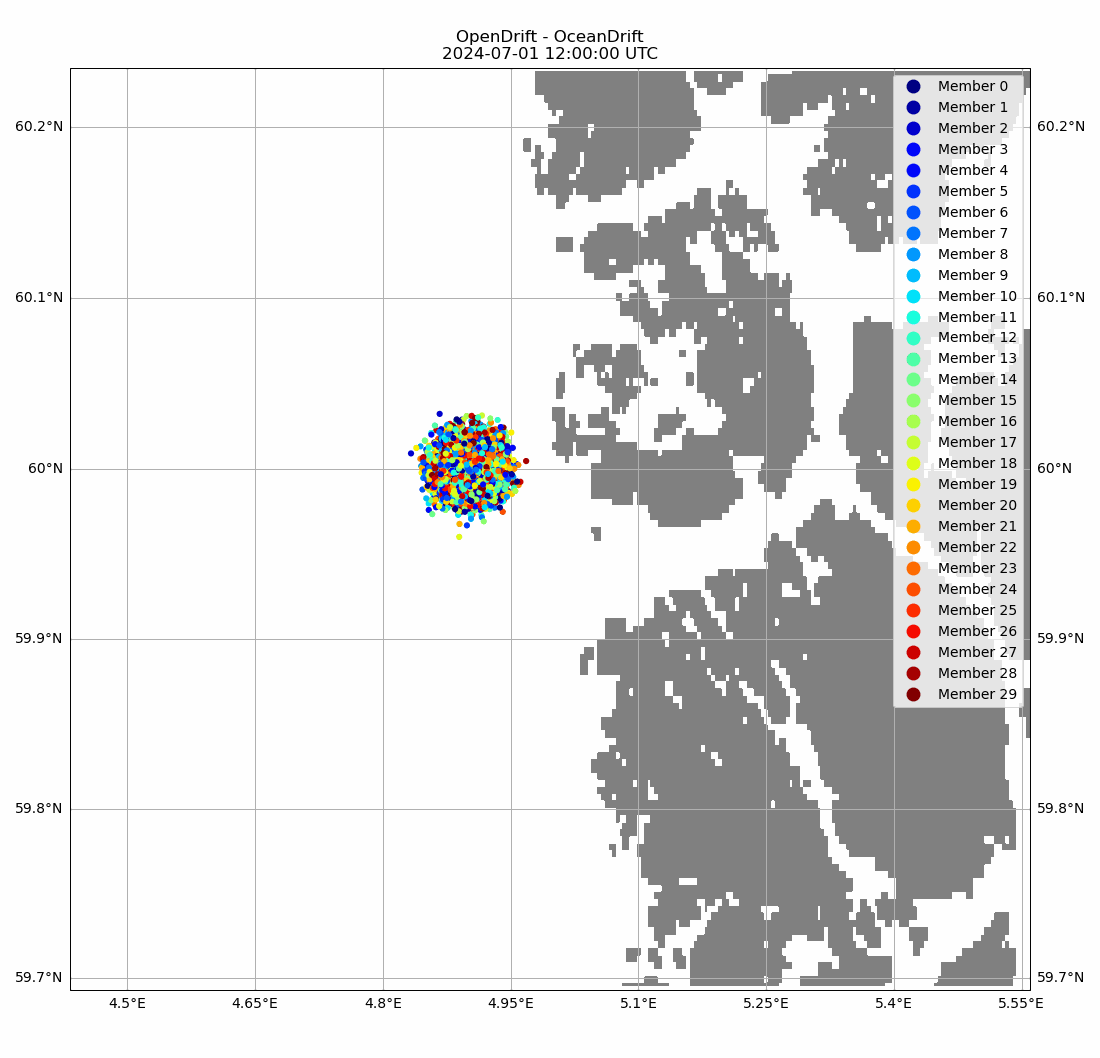 OpenDrift - OceanDrift
2024-07-01 12:00:00 UTC
60.2°N
60.1°N
60°N
59.9°N
59.8°N
59.7°N
60.2°N
60.1°N
60°N
59.9°N
59.8°N
59.7°N
4.5°E
4.65°E
4.8°E
4.95°E
5.1°E
5.25°E
5.4°E
5.55°E
Member 0
Member 1
Member 2
Member 3
Member 4
Member 5
Member 6
Member 7
Member 8
Member 9
Member 10
Member 11
Member 12
Member 13
Member 14
Member 15
Member 16
Member 17
Member 18
Member 19
Member 20
Member 21
Member 22
Member 23
Member 24
Member 25
Member 26
Member 27
Member 28
Member 29